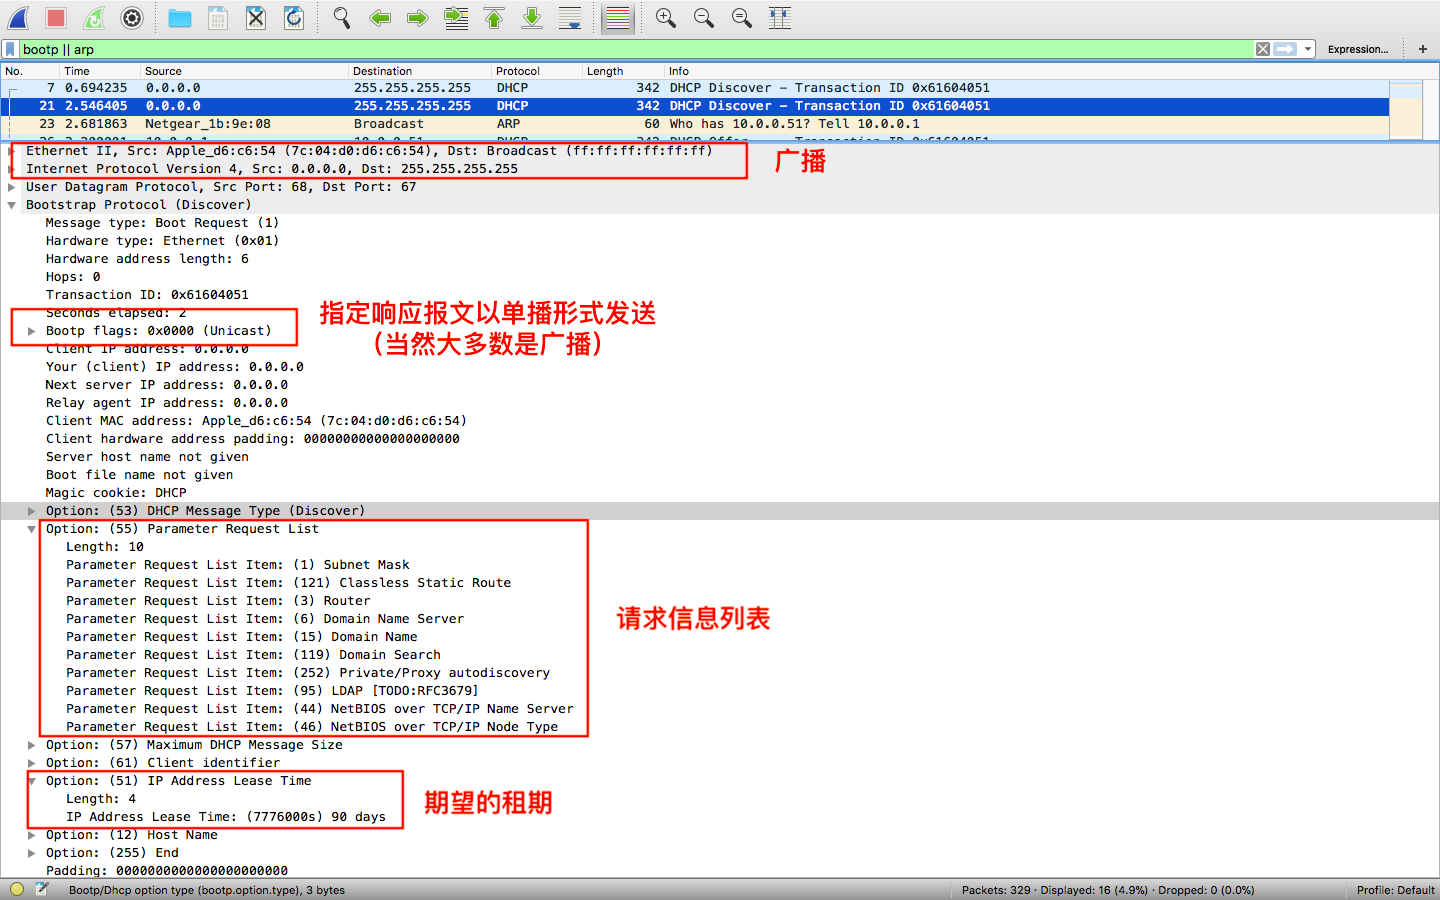 bootp || arp
Expression...
+
No. Time Source Destination Protocol Length Info
7 0.694235 0.0.0.0 255.255.255.255 DHCP 342 DHCP Discover – Transaction ID 0x61604051
21 2.546405 0.0.0.0 255.255.255.255 DHCP 342 DHCP Discover – Transaction ID 0x61604051
23 2.681863 Netgear_1b:9e:08 Broadcast ARP 60 Who has 10.0.0.51? Tell 10.0.0.1
Ethernet II, Src: Apple_d6:c6:54 (7c:04:d0:d6:c6:54), Dst: Broadcast (ff:ff:ff:ff:ff:ff)
广播
Internet Protocol Version 4, Src: 0.0.0.0, Dst: 255.255.255.255
User Datagram Protocol, Src Port: 68, Dst Port: 67
Bootstrap Protocol (Discover)
Message type: Boot Request (1)
Hardware type: Ethernet (0x01)
Hardware address length: 6
Hops: 0
Transaction ID: 0x61604051
Seconds elapsed: 2
指定响应报文以单播形式发送
Bootp flags: 0x0000 (Unicast)
（当然大多数是广播）
Client IP address: 0.0.0.0
Your (client) IP address: 0.0.0.0
Next server IP address: 0.0.0.0
Relay agent IP address: 0.0.0.0
Client MAC address: Apple_d6:c6:54 (7c:04:d0:d6:c6:54)
Client hardware address padding: 00000000000000000000
Server host name not given
Boot file name not given
Magic cookie: DHCP
Option: (53) DHCP Message Type (Discover)
Option: (55) Parameter Request List
Length: 10
Parameter Request List Item: (1) Subnet Mask
Parameter Request List Item: (121) Classless Static Route
Parameter Request List Item: (3) Router
Parameter Request List Item: (6) Domain Name Server
请求信息列表
Parameter Request List Item: (15) Domain Name
Parameter Request List Item: (119) Domain Search
Parameter Request List Item: (252) Private/Proxy autodiscovery
Parameter Request List Item: (95) LDAP [TODO:RFC3679]
Parameter Request List Item: (44) NetBIOS over TCP/IP Name Server
Parameter Request List Item: (46) NetBIOS over TCP/IP Node Type
Option: (57) Maximum DHCP Message Size
Option: (61) Client identifier
Option: (51) IP Address Lease Time
Length: 4
期望的租期
IP Address Lease Time: (7776000s) 90 days
Option: (12) Host Name
Option: (255) End
Padding: 0000000000000000000000
Bootp/Dhcp option type (bootp.option.type), 3 bytes
Packets: 329 · Displayed: 16 (4.9%) · Dropped: 0 (0.0%)
Profile: Default